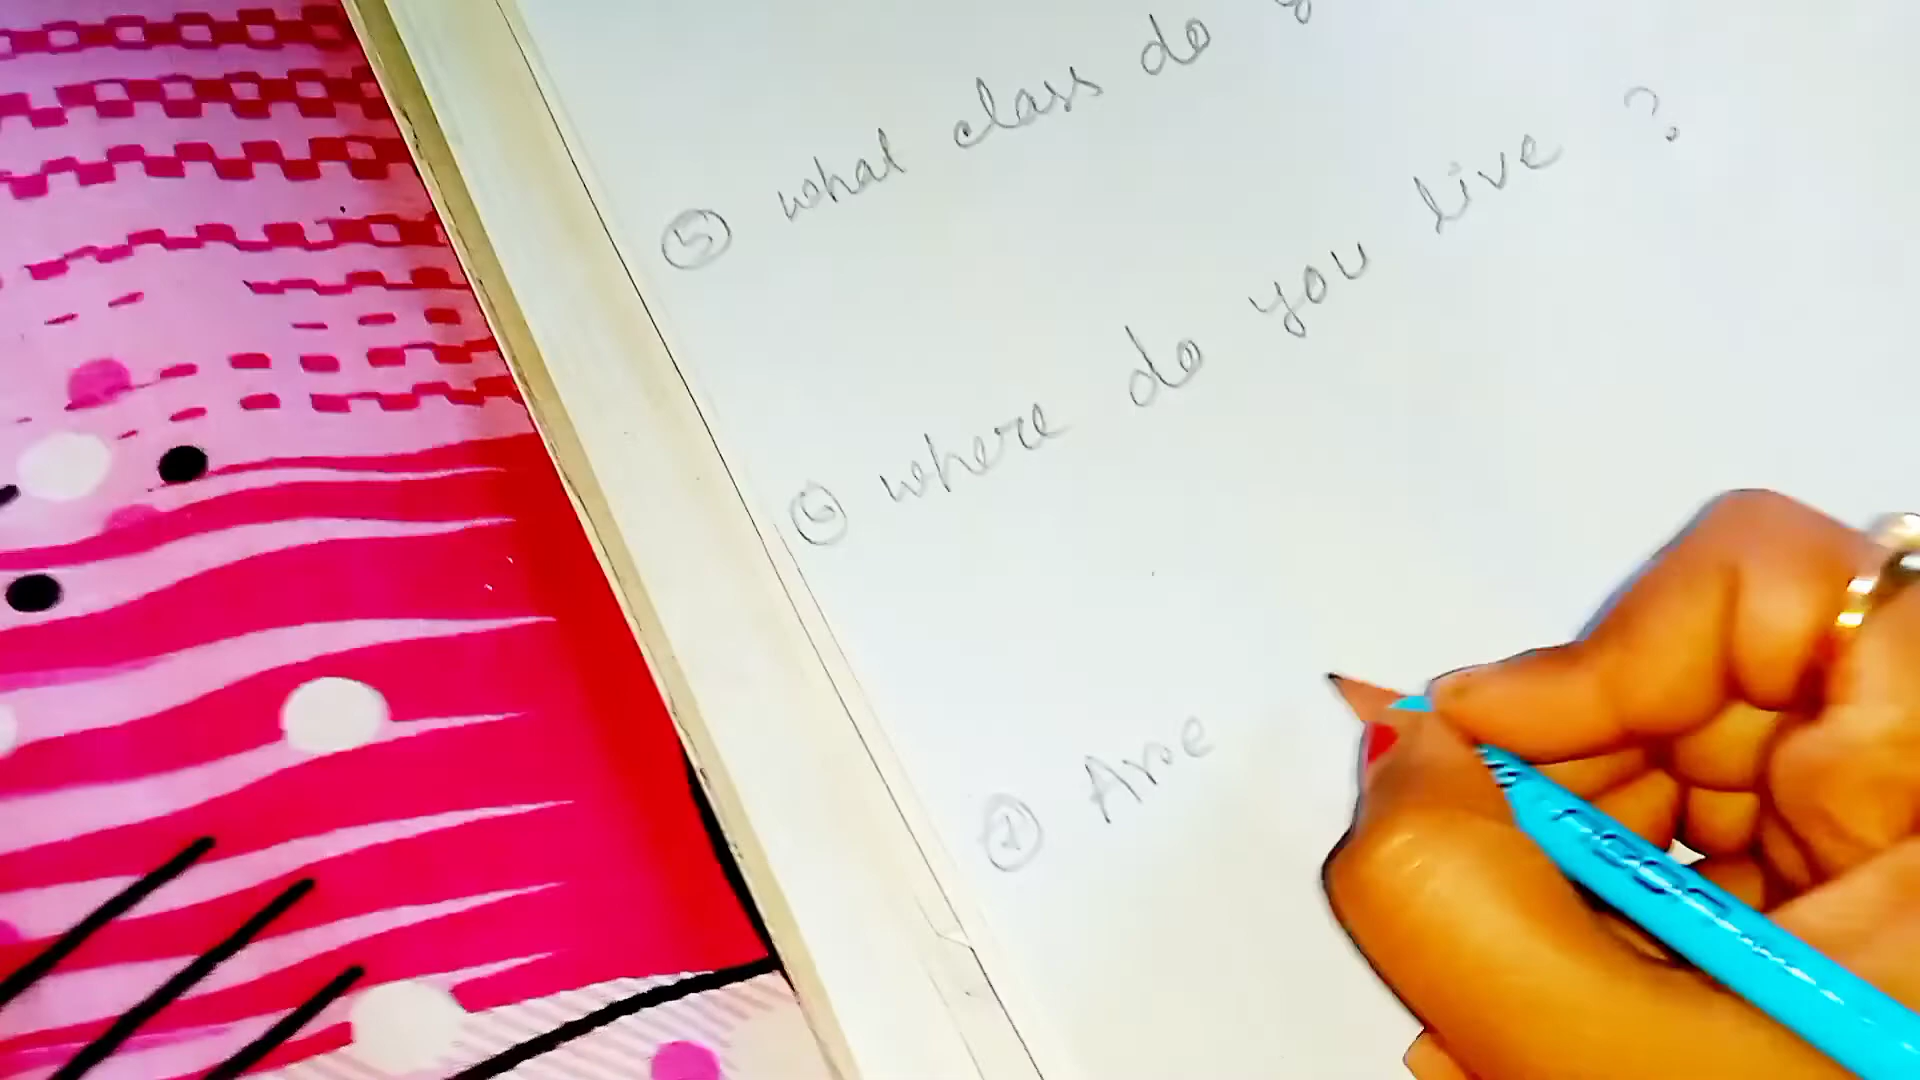 ⑤ what class do y
⑥ where do you live ?
⑦ Are